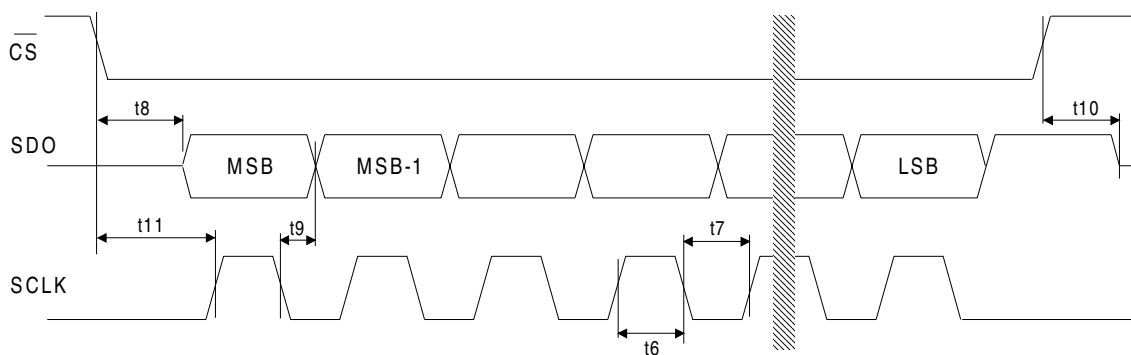 CS
t8
t10
SDO
MSB
MSB-1
LSB
t11
t9
t7
SCLK
t6